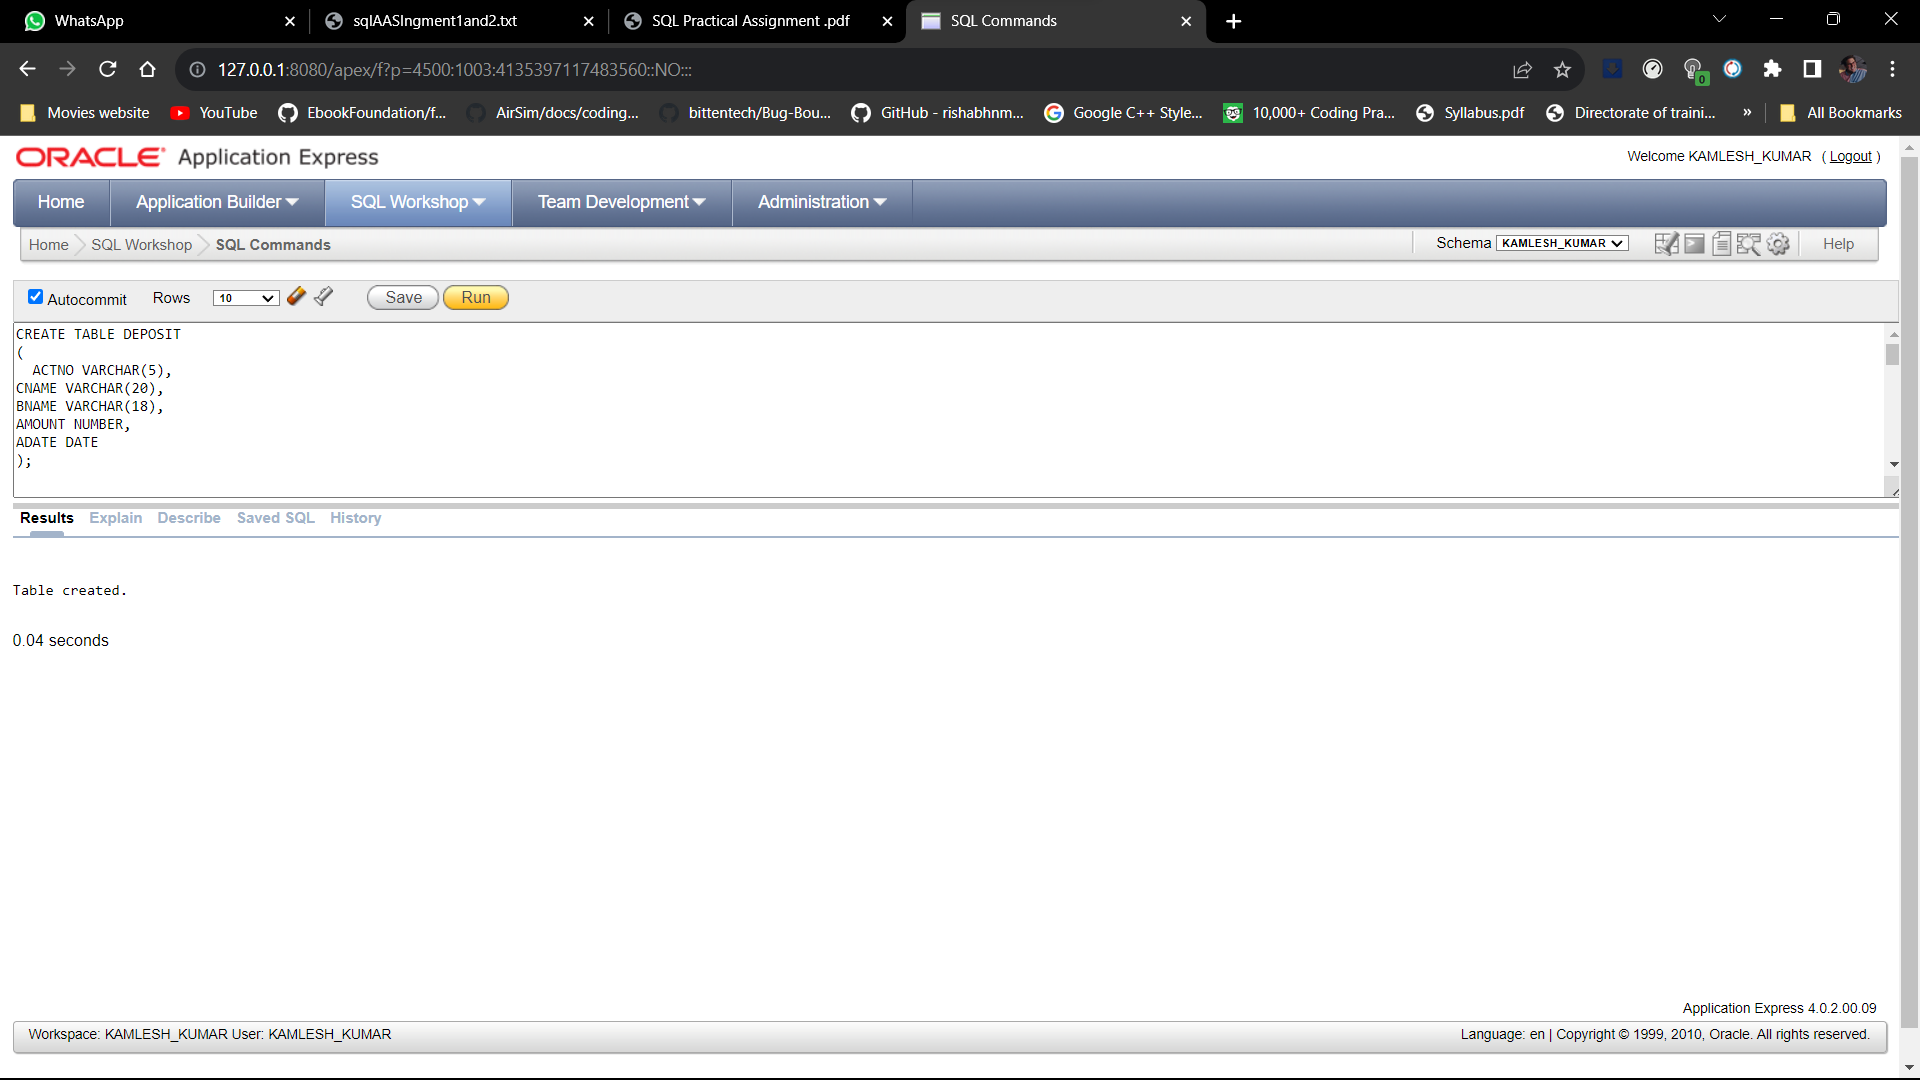 WhatsApp
sqlAASIngment1and2.txt
SQL Practical Assignment .pdf
SQL Commands
127.0.0.1:8080/apex/f?p=4500:1003:4135397117483560::NO:::
0
Movies website
YouTube
EbookFoundation/f...
AirSim/docs/coding...
bittentech/Bug-Bou...
GitHub - rishabhnm...
Google C++ Style...
10,000+ Coding Pra...
Syllabus.pdf
Directorate of traini...
»
All Bookmarks
ORACLE® Application Express
Welcome KAMLESH_KUMAR ( Logout )
Home
Application Builder
SQL Workshop
Team Development
Administration
Home SQL Workshop SQL Commands
Schema KAMLESH_KUMAR
Help
Autocommit Rows 10 Save Run
CREATE TABLE DEPOSIT
(
ACTNO VARCHAR(5),
CNAME VARCHAR(20),
BNAME VARCHAR(18),
AMOUNT NUMBER,
ADATE DATE
);
Results Explain Describe Saved SQL History
Table created.
0.04 seconds
Application Express 4.0.2.00.09
Workspace: KAMLESH_KUMAR User: KAMLESH_KUMAR
Language: en | Copyright © 1999, 2010, Oracle. All rights reserved.